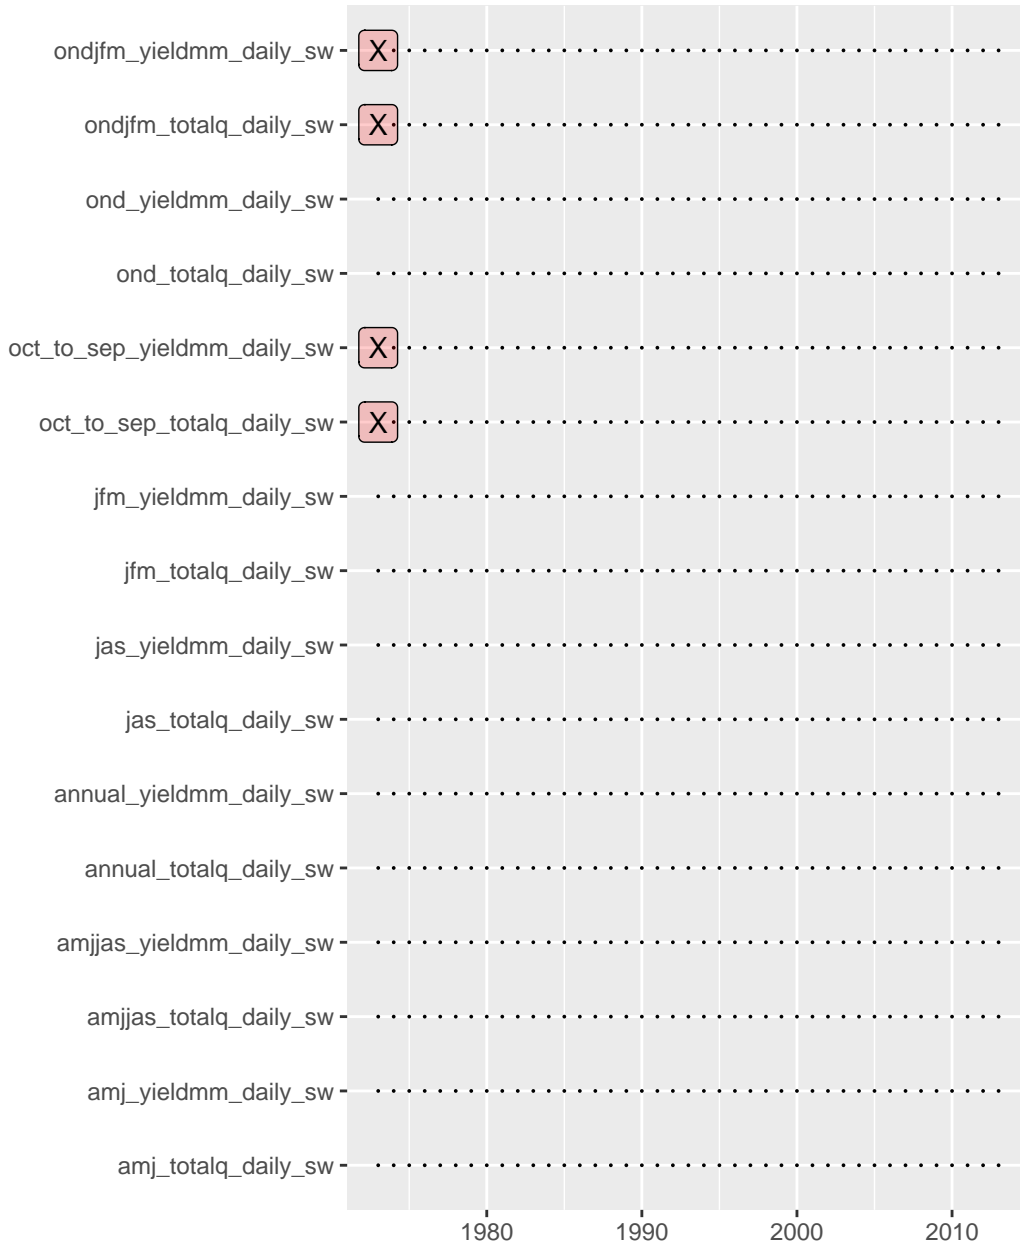 ondjfm_yieldmm_daily_sw X
ondjfm_totalq_daily_sw X
ond_yieldmm_daily_sw
ond_totalq_daily_sw
oct_to_sep_yieldmm_daily_sw X
oct_to_sep_totalq_daily_sw X
jfm_yieldmm_daily_sw
jfm_totalq_daily_sw
jas_yieldmm_daily_sw
jas_totalq_daily_sw
annual_yieldmm_daily_sw
annual_totalq_daily_sw
amjjas_yieldmm_daily_sw
amjjas_totalq_daily_sw
amj_yieldmm_daily_sw
amj_totalq_daily_sw
1980 1990 2000 2010